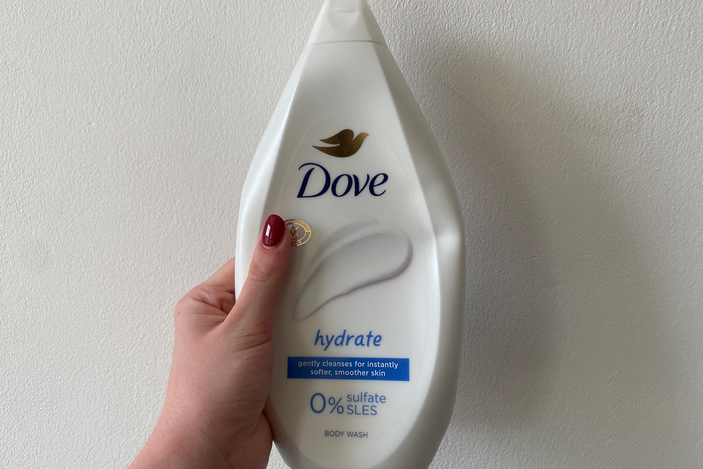 Dove
hydrate
gently cleanses for instantly
softer, smoother skin
0% sulfate
SLES
BODY WASH